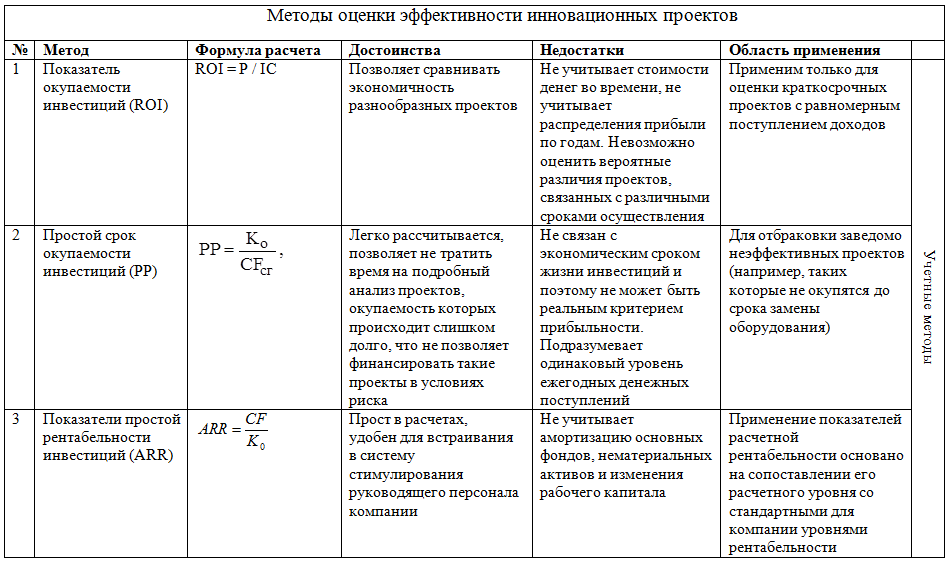 Методы оценки эффективности инновационных проектов
№ Метод Формула расчета Достоинства Недостатки Область применения
1
Показатель
окупаемости
инвестиций (ROI)
ROI = P / IC
Позволяет сравнивать
экономичность
разнообразных проектов
Не учитывает стоимости
денег во времени, не
учитывает
распределения прибыли
по годам. Невозможно
оценить вероятные
различия проектов,
связанных с различными
сроками осуществления
Применим только для
оценки краткосрочных
проектов с равномерным
поступлением доходов
2
Простой срок
окупаемости
инвестиций (PP)
PP = K₀ / CFсг ,
Легко рассчитывается,
позволяет не тратить
время на подробный
анализ проектов,
окупаемость которых
происходит слишком
долго, что не позволяет
финансировать такие
проекты в условиях
риска
Не связан с
экономическим сроком
жизни инвестиций и
поэтому не может быть
реальным критерием
прибыльности.
Подразумевает
одинаковый уровень
ежегодных денежных
поступлений
Для отбраковки заведомо
неэффективных проектов
(например, таких
которые не окупятся до
срока замены
оборудования)
3
Показатели простой
рентабельности
инвестиций (ARR)
ARR = CF / K₀
Прост в расчетах,
удобен для встраивания
в систему
стимулирования
руководящего персонала
компании
Не учитывает
амортизацию основных
фондов, нематериальных
активов и изменения
рабочего капитала
Применение показателей
расчетной
рентабельности основано
на сопоставлении его
расчетного уровня со
стандартными для
компании уровнями
рентабельности
Учетные методы